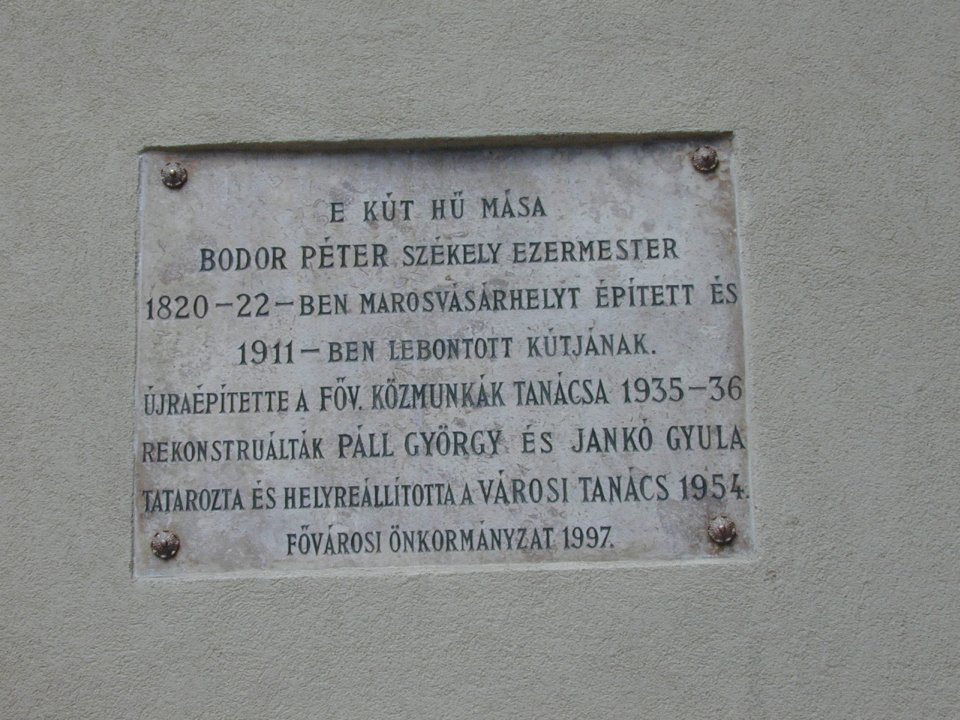 E KÚT HŰ MÁSA
BODOR PÉTER SZÉKELY EZERMESTER
1820-22-BEN MAROSVÁSÁRHELYT ÉPÍTETT ÉS
1911-BEN LEBONTOTT KÚTJÁNAK.
ÚJRAÉPÍTETTE A FŐV. KÖZMUNKÁK TANÁCSA 1935-36
REKONSTRUÁLTÁK PÁLL GYÖRGY ÉS JANKÓ GYULA
TATAROZTA ÉS HELYREÁLLÍTOTTA A VÁROSI TANÁCS 1954.
FŐVÁROSI ÖNKORMÁNYZAT 1997.